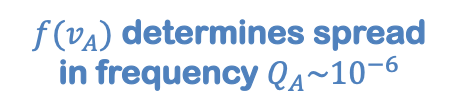 f(v_A) determines spread
in frequency Q_A~10⁻⁶